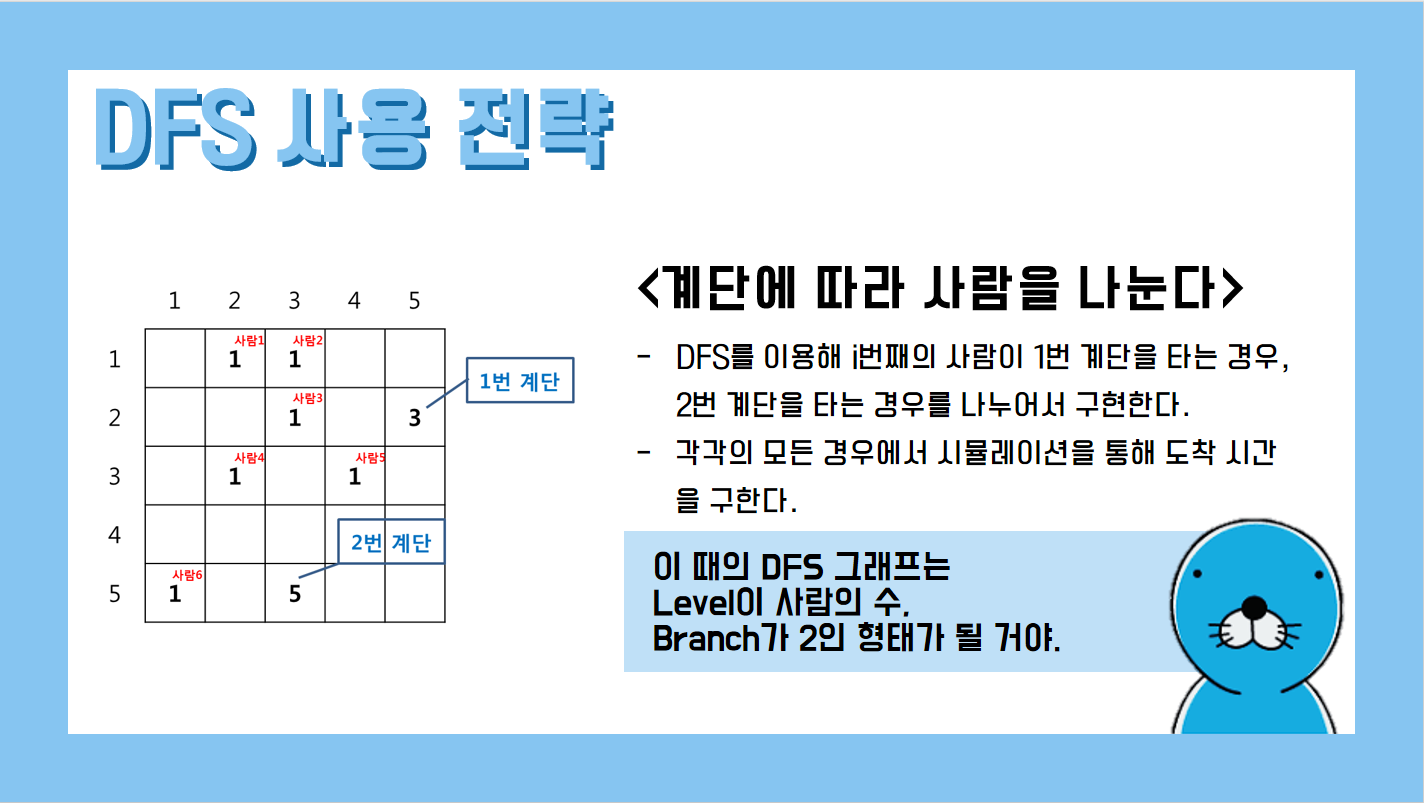 DFS 사용 전략
<계단에 따라 사람을 나눈다>
- DFS를 이용해 i번째의 사람이 1번 계단을 타는 경우,
2번 계단을 타는 경우를 나누어서 구현한다.
- 각각의 모든 경우에서 시뮬레이션을 통해 도착 시간
을 구한다.
이 때의 DFS 그래프는
Level이 사람의 수,
Branch가 2인 형태가 될 거야.
1 2 3 4 5
사람1 사람2
1 1 1
1번 계단
사람3
2 1 3
사람4 사람5
3 1 1
4
2번 계단
사람6
5 1 5